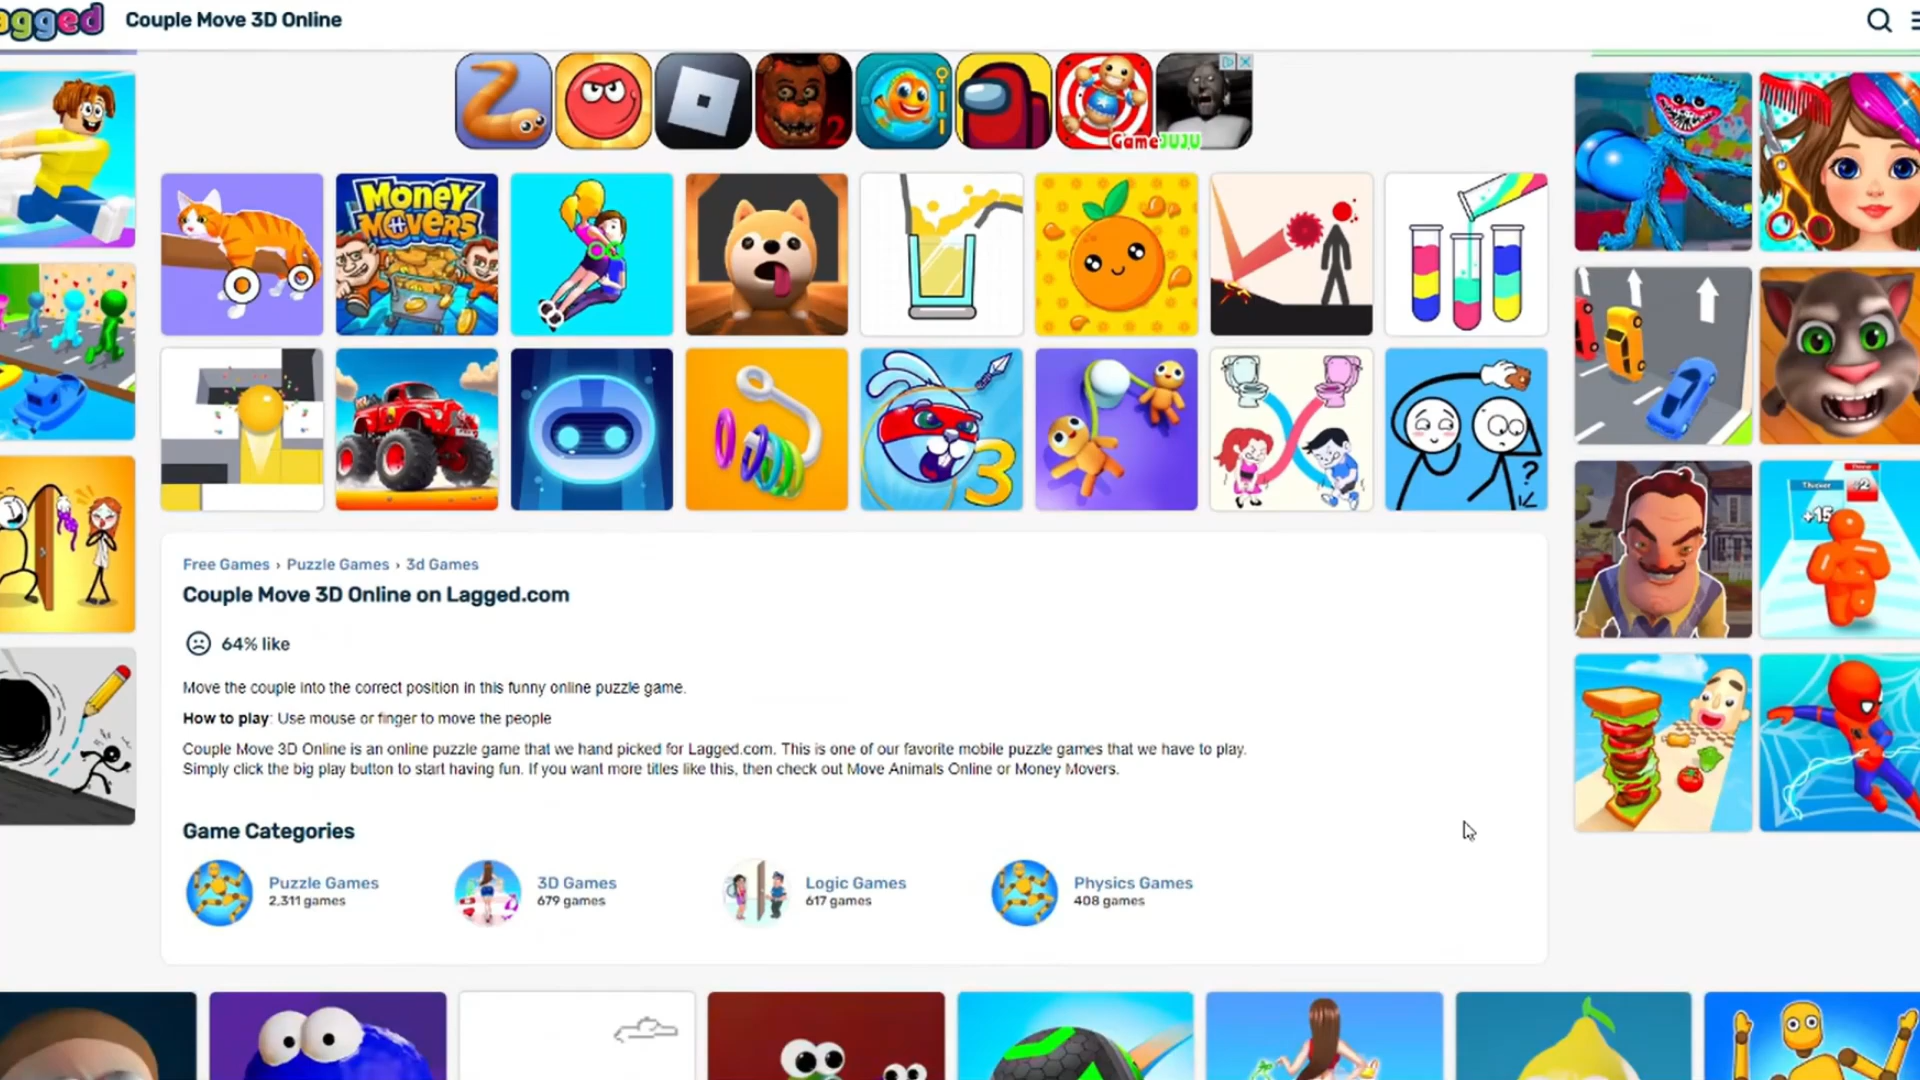 agged
Couple Move 3D Online
2
GameJUJU
MONEY
MOVERS
3
?
Thicker
+2
+15
Free Games › Puzzle Games › 3d Games
Couple Move 3D Online on Lagged.com
64% like
Move the couple into the correct position in this funny online puzzle game.
How to play: Use mouse or finger to move the people
Couple Move 3D Online is an online puzzle game that we hand picked for Lagged.com. This is one of our favorite mobile puzzle games that we have to play.
Simply click the big play button to start having fun. If you want more titles like this, then check out Move Animals Online or Money Movers.
Game Categories
Puzzle Games
2,311 games
3D Games
679 games
Logic Games
617 games
Physics Games
408 games